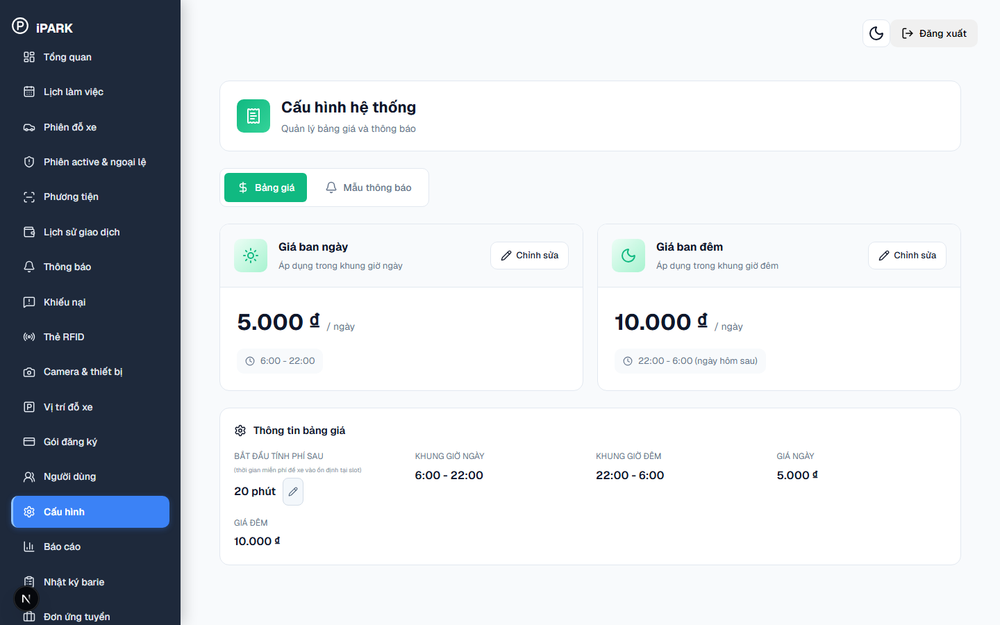 iPARK
Tổng quan
Lịch làm việc
Phiên đỗ xe
Phiên active & ngoại lệ
Phương tiện
Lịch sử giao dịch
Thông báo
Khiếu nại
Thẻ RFID
Camera & thiết bị
Vị trí đỗ xe
Gói đăng ký
Người dùng
Cấu hình
Báo cáo
Nhật ký barie
Đơn ứng tuyển
Đăng xuất
Cấu hình hệ thống
Quản lý bảng giá và thông báo
Bảng giá
Mẫu thông báo
Giá ban ngày
Áp dụng trong khung giờ ngày
Chỉnh sửa
5.000 ₫ / ngày
6:00 - 22:00
Giá ban đêm
Áp dụng trong khung giờ đêm
Chỉnh sửa
10.000 ₫ / ngày
22:00 - 6:00 (ngày hôm sau)
Thông tin bảng giá
BẮT ĐẦU TÍNH PHÍ SAU
(thời gian miễn phí để xe vào ổn định tại slot)
20 phút
KHUNG GIỜ NGÀY
6:00 - 22:00
KHUNG GIỜ ĐÊM
22:00 - 6:00
GIÁ NGÀY
5.000 ₫
GIÁ ĐÊM
10.000 ₫